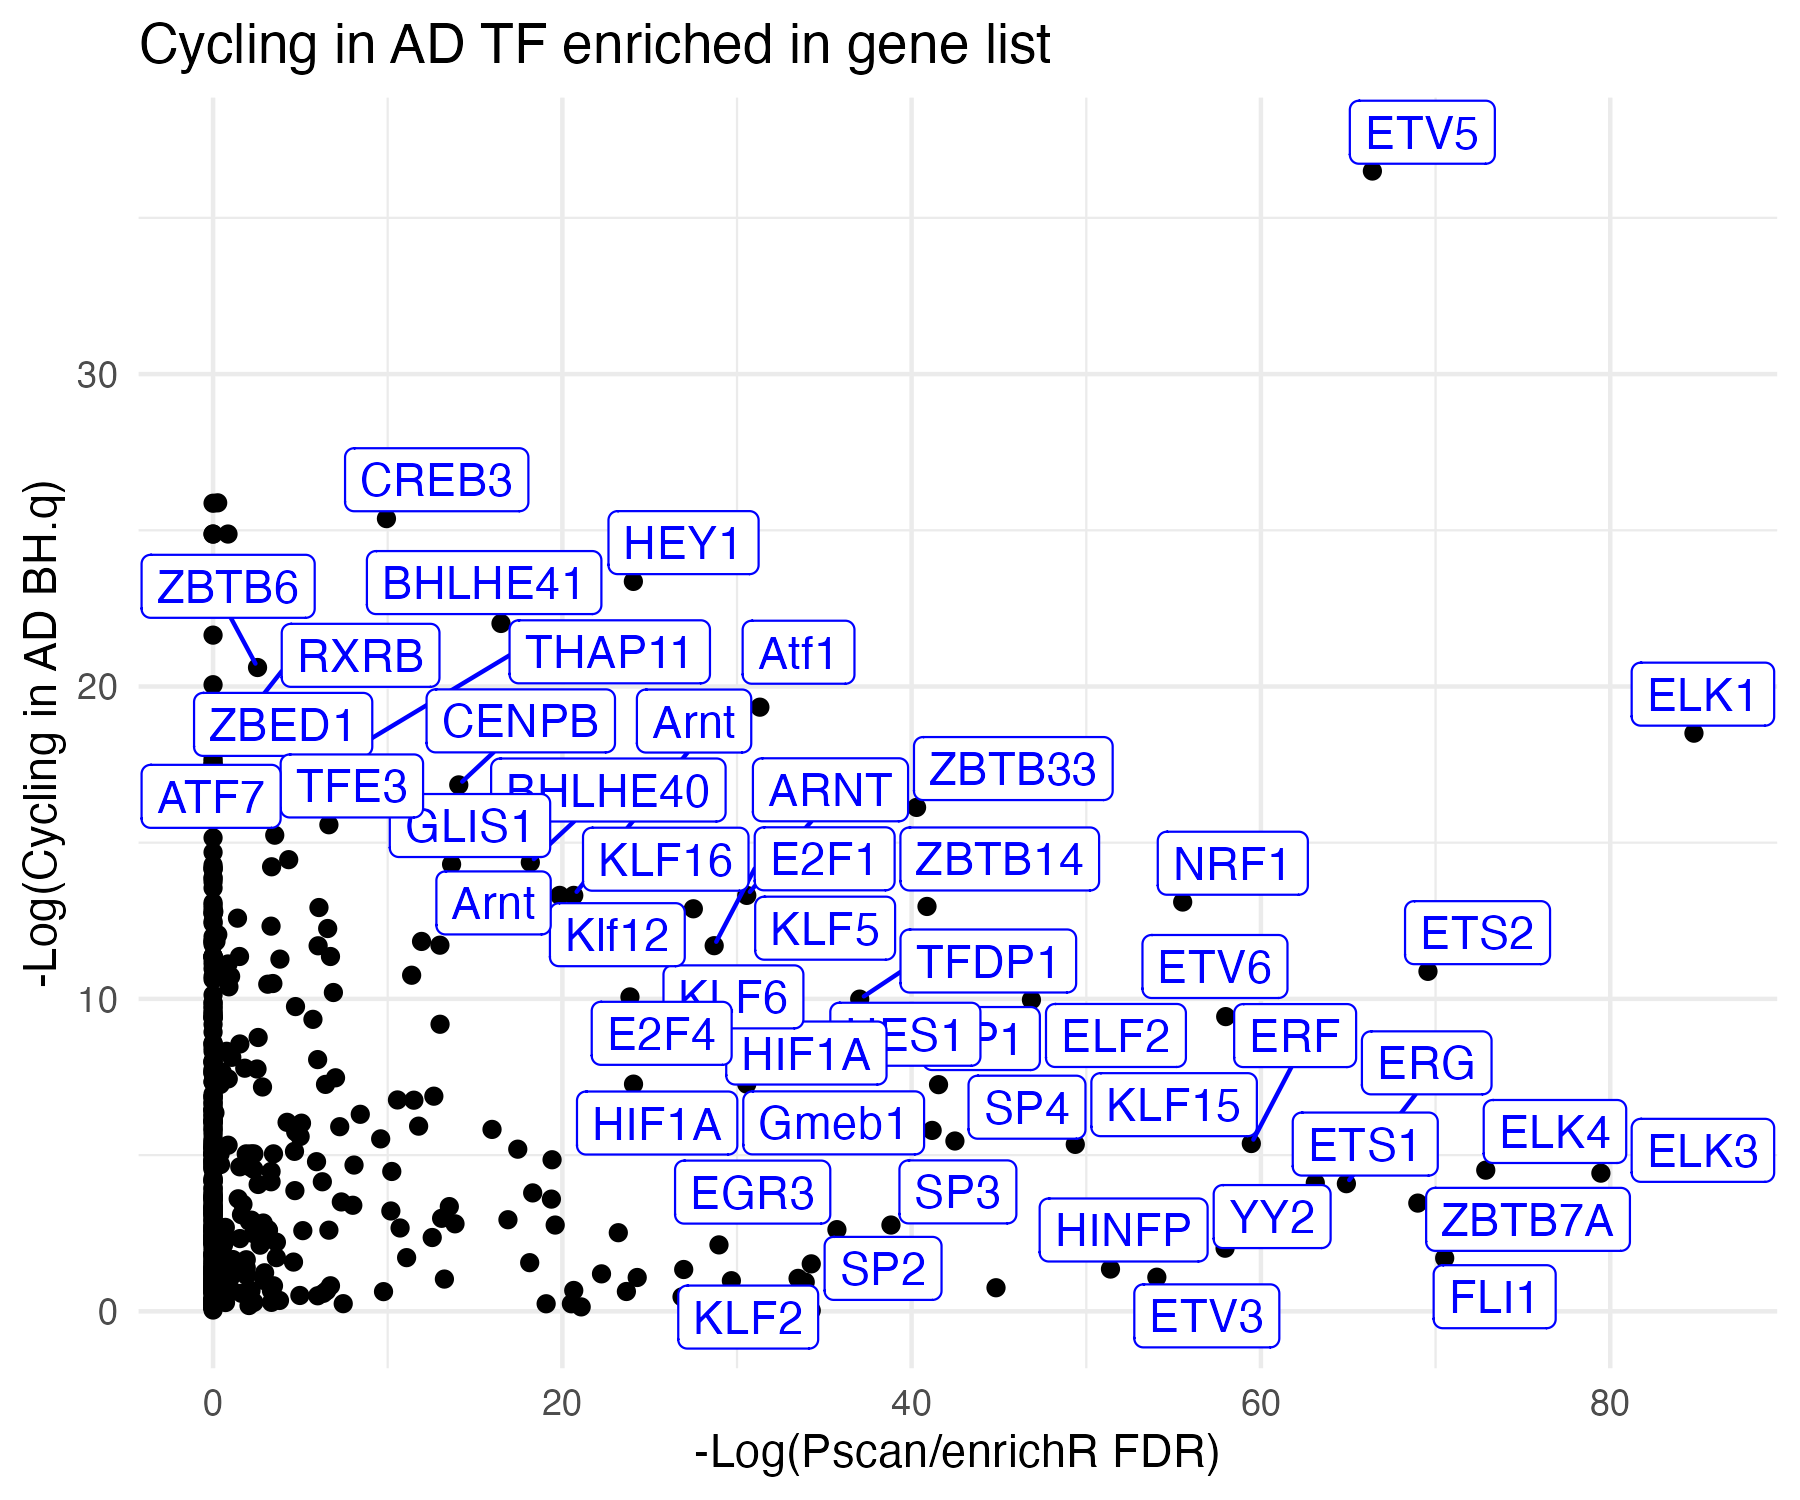 Cycling in AD TF enriched in gene list
-Log(Cycling in AD BH.q)
30
20
10
0
ETV5
CREB3
HEY1
ZBTB6
BHLHE41
RXRB
THAP11
Atf1
ELK1
ZBED1
CENPB
Arnt
ZBTB33
ATF7
TFE3
BHLHE40
ARNT
GLIS1
KLF16
E2F1
ZBTB14
NRF1
Arnt
Klf12
KLF5
ETS2
TFDP1
ETV6
KLF6
E2F4
HIF1A
HES1
P1
ELF2
ERF
ERG
HIF1A
Gmeb1
SP4
KLF15
ETS1
ELK4
ELK3
EGR3
SP3
HINFP
YY2
ZBTB7A
SP2
KLF2
ETV3
FLI1
0
20
40
60
80
-Log(Pscan/enrichR FDR)